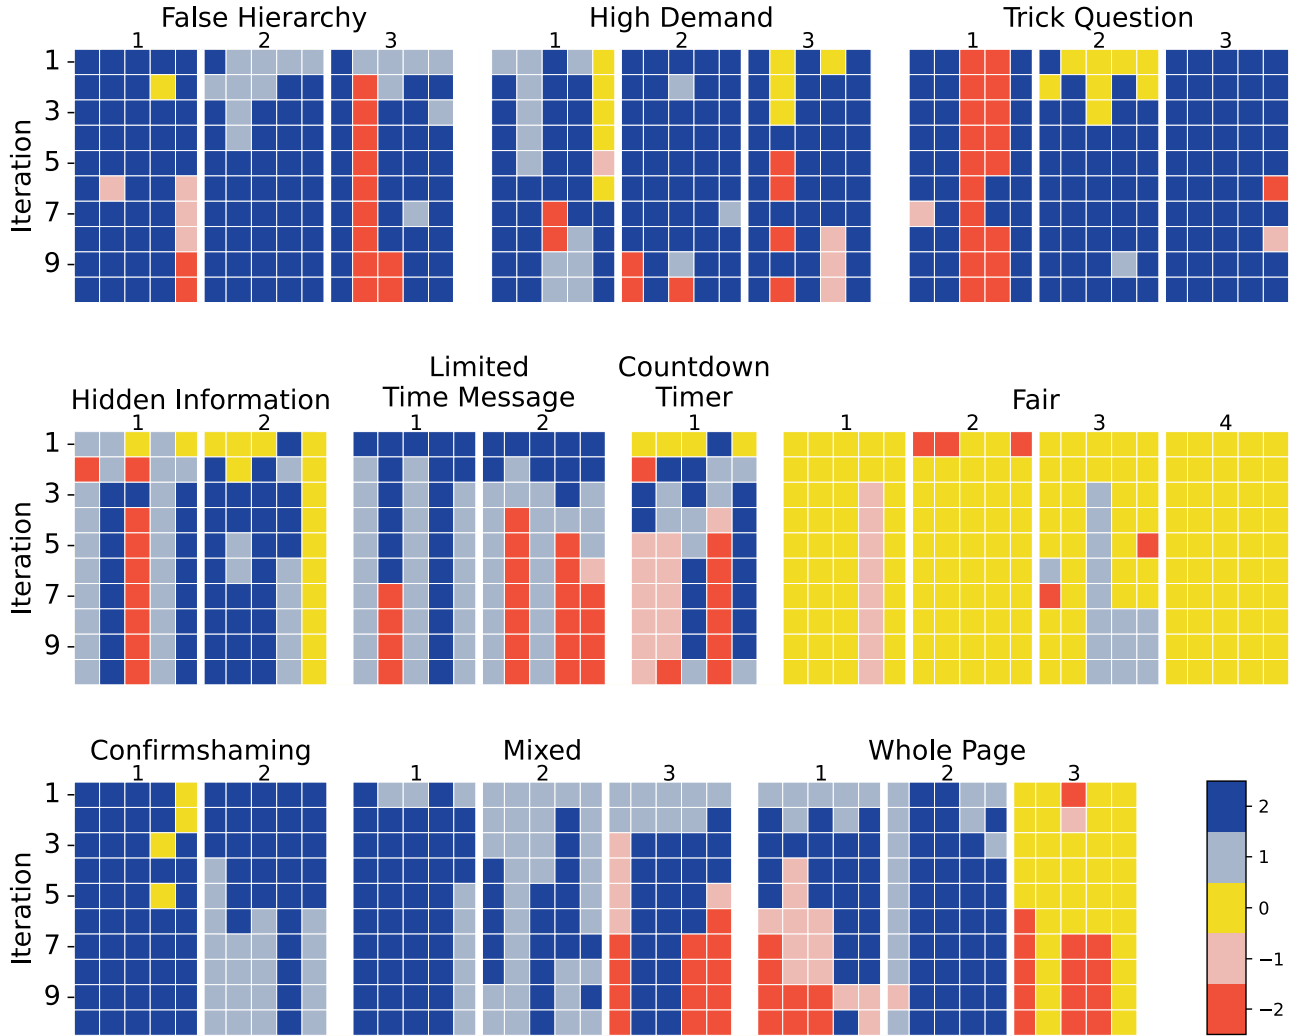 False Hierarchy High Demand Trick Question
1 2 3 1 2 3 1 2 3
Iteration
1
3
5
7
9
Limited Countdown
Hidden Information Time Message Timer Fair
1 2 1 2 1 1 2 3 4
Iteration
1
3
5
7
9
Confirmshaming Mixed Whole Page
1 2 1 2 3 1 2 3
Iteration
1
3
5
7
9
2
1
0
−1
−2